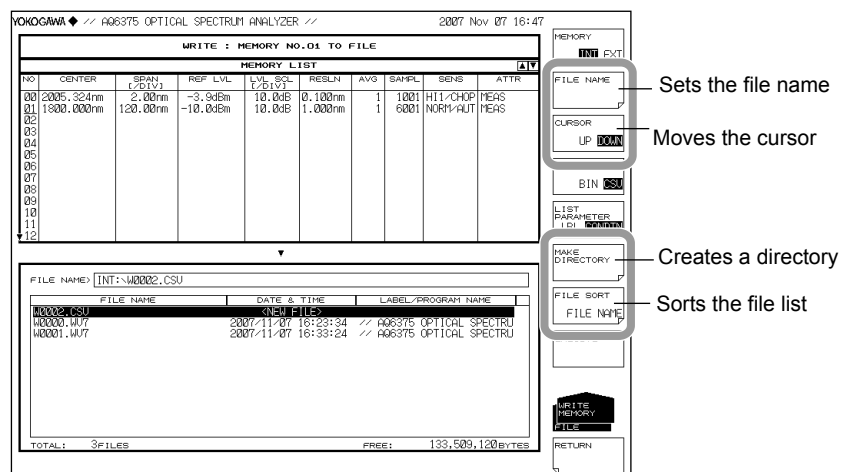 YOKOGAWA ◆ // AQ6375 OPTICAL SPECTRUM ANALYZER // 2007 Nov 07 16:47
WRITE : MEMORY NO.01 TO FILE
MEMORY LIST
NO CENTER SPAN [/DIV] REF LVL LVL SCL [/DIV] RESLN AVG SAMPL SENS ATTR
00 2005.324nm 2.00nm -3.9dBm 10.0dB 0.100nm 1 1001 HI1/CHOP MEAS
01 1800.000nm 120.00nm -10.0dBm 10.0dB 1.000nm 1 6001 NORM/AUT MEAS
02
03
04
05
06
07
08
09
10
11
12
FILE NAME> INT:\W0002.CSV
FILE NAME DATE & TIME LABEL/PROGRAM NAME
W0002.CSV <NEW FILE>
W0000.WV7 2007/11/07 16:23:34 // AQ6375 OPTICAL SPECTRU
W0001.WV7 2007/11/07 16:33:24 // AQ6375 OPTICAL SPECTRU
TOTAL: 3FILES FREE: 133,509,120BYTES
MEMORY
INT EXT
FILE NAME
CURSOR
UP DOWN
BIN CSV
LIST
PARAMETER
LBL CONDTN
MAKE
DIRECTORY
FILE SORT
FILE NAME
WRITE
MEMORY
FILE
RETURN
Sets the file name
Moves the cursor
Creates a directory
Sorts the file list